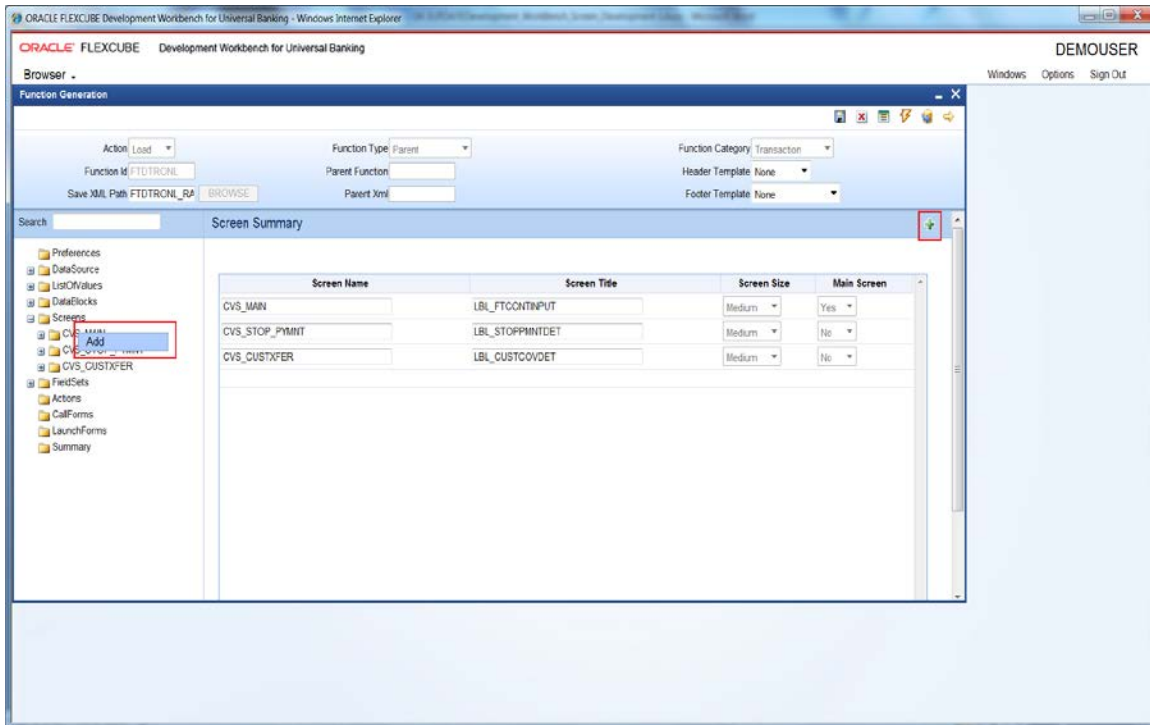 ORACLE FLEXCUBE Development Workbench for Universal Banking - Windows Internet Explorer
ORACLE FLEXCUBE Development Workbench for Universal Banking
DEMOUSER
Browser
Windows Options Sign Out
Function Generation
Action Load Function Type Parent Function Category Transaction
Function Id FTDTRONL Parent Function Header Template None
Save XML Path FTDTRONL_RA BROWSE Parent Xml Footer Template None
Search
Screen Summary
Preferences
DataSource
ListOfValues
DataBlocks
Screens
Add
CVS_CUSTXFER
FieldSets
Actions
CallForms
LaunchForms
Summary
Screen Name Screen Title Screen Size Main Screen
CVS_MAIN LBL_FTCONTINPUT Medium Yes
CVS_STOP_PYMNT LBL_STOPPMNTDET Medium No
CVS_CUSTXFER LBL_CUSTCOVDET Medium No